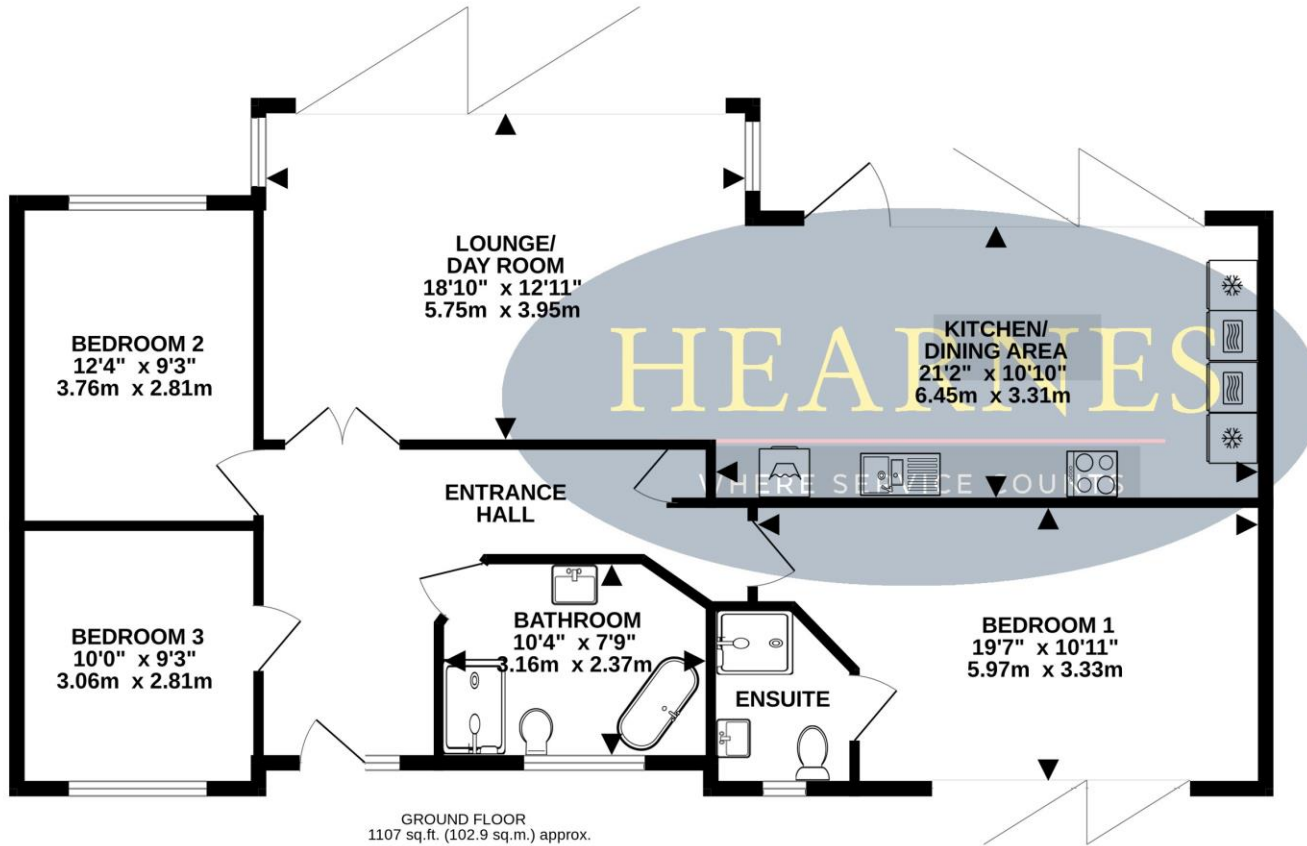 LOUNGE/
DAY ROOM
18'10" x 12'11"
5.75m x 3.95m
BEDROOM 2
12'4" x 9'3"
3.76m x 2.81m
HEARNES
WHERE SERVICE COUNTS
KITCHEN/
DINING AREA
21'2" x 10'10"
6.45m x 3.31m
ENTRANCE
HALL
BEDROOM 3
10'0" x 9'3"
3.06m x 2.81m
BATHROOM
10'4" x 7'9"
3.16m x 2.37m
ENSUITE
BEDROOM 1
19'7" x 10'11"
5.97m x 3.33m
GROUND FLOOR
1107 sq.ft. (102.9 sq.m.) approx.